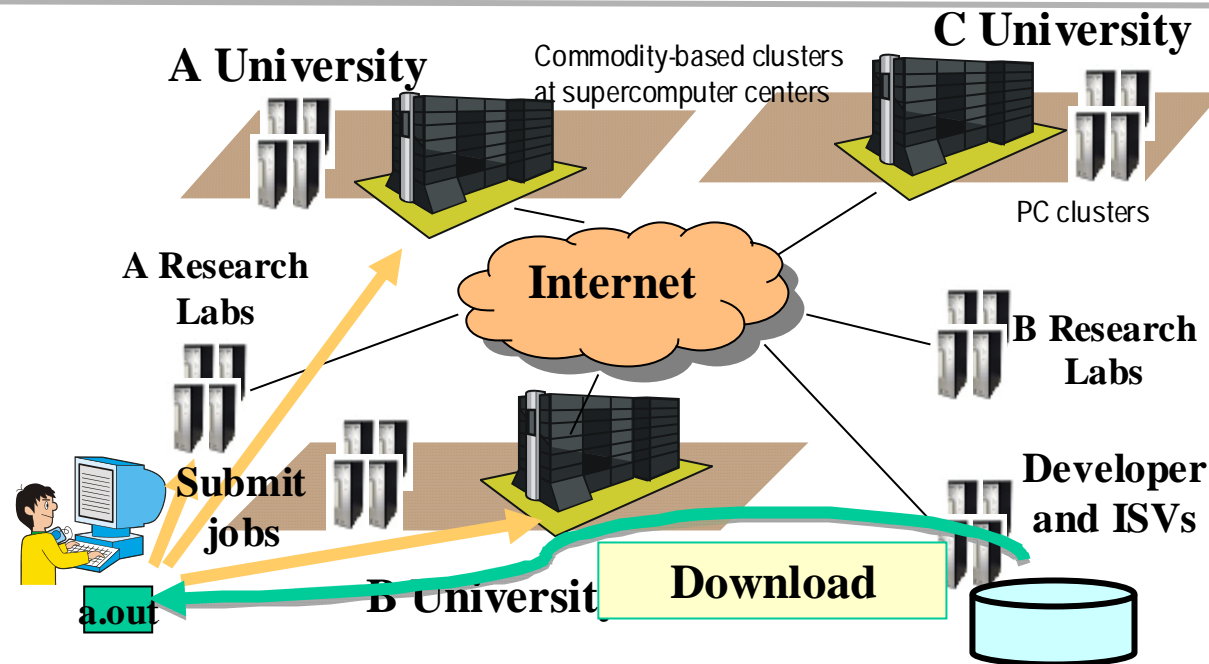 A University
Commodity-based clusters
at supercomputer centers
C University
PC clusters
A Research
Labs
Internet
B Research
Labs
Submit
jobs
Developer
and ISVs
Download
B Universit
a.out